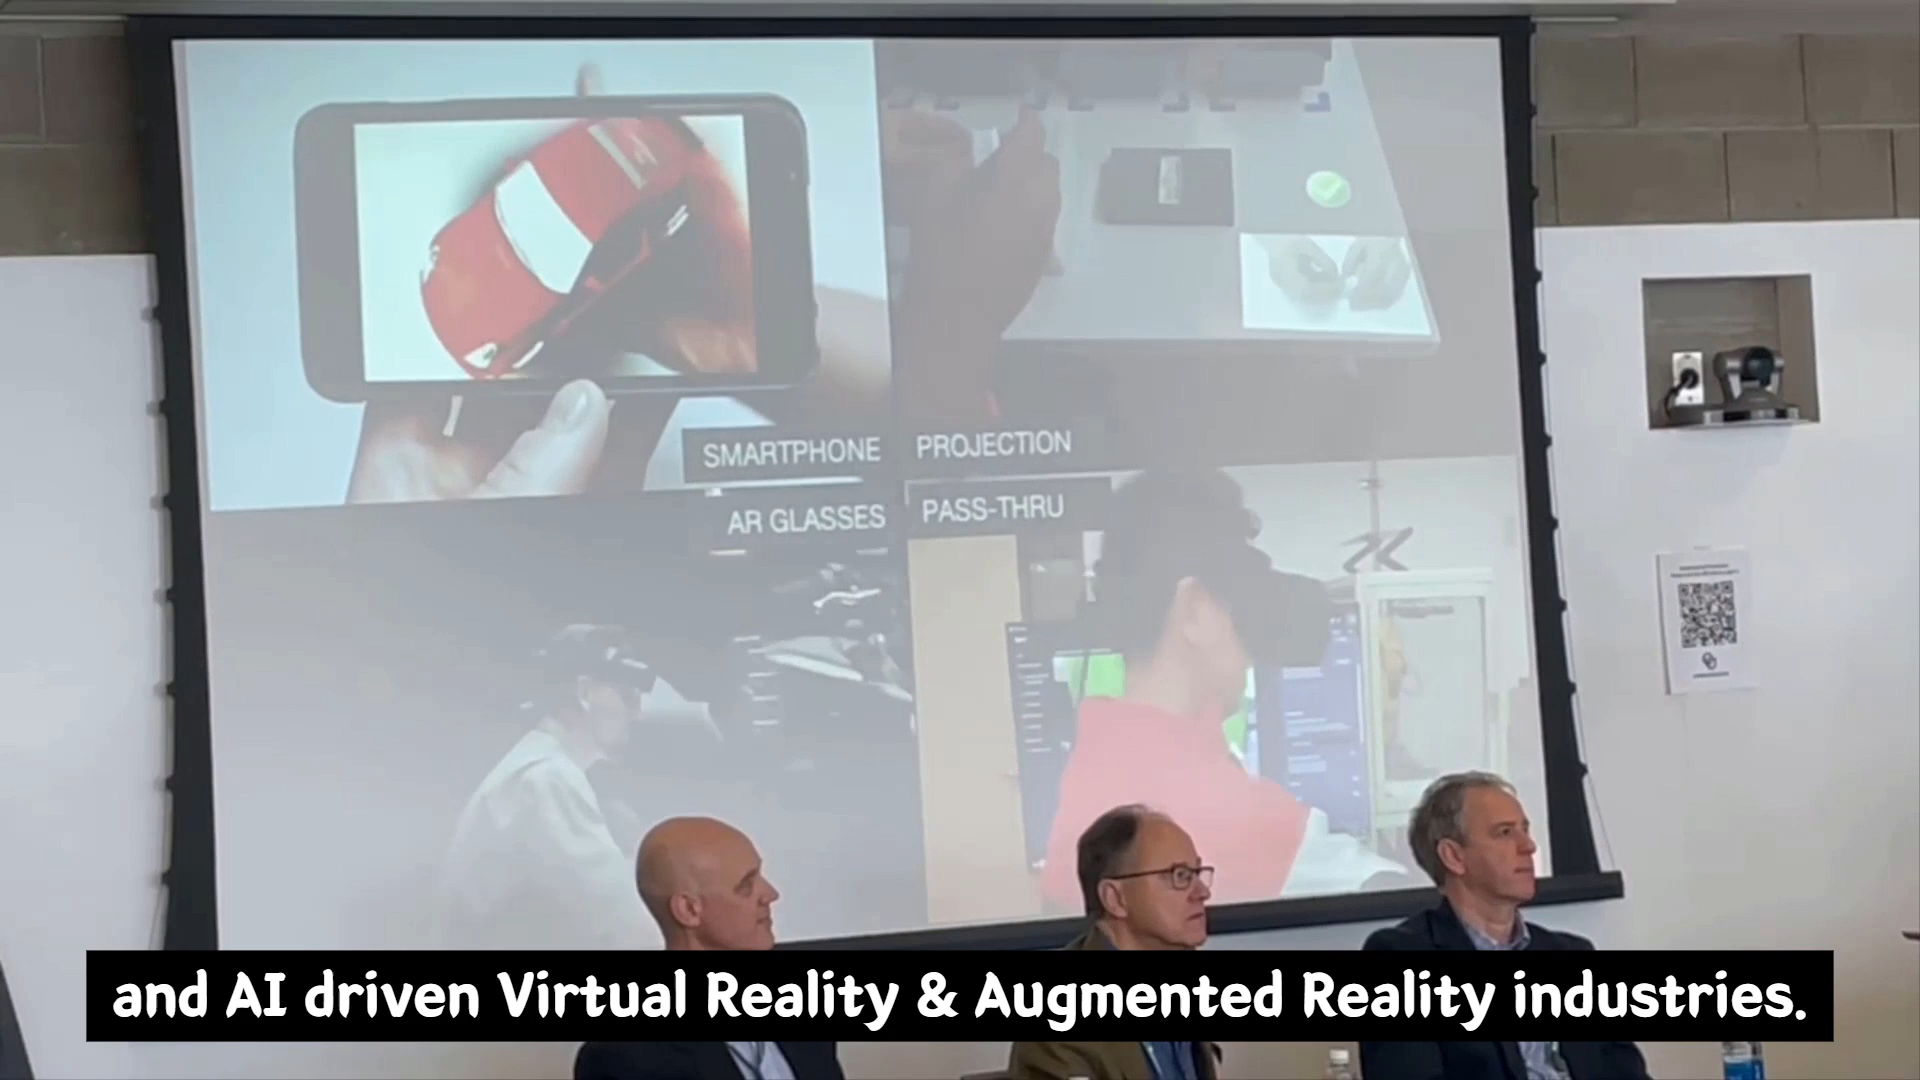 SMARTPHONE
PROJECTION
AR GLASSES
PASS-THRU
and AI driven Virtual Reality & Augmented Reality industries.